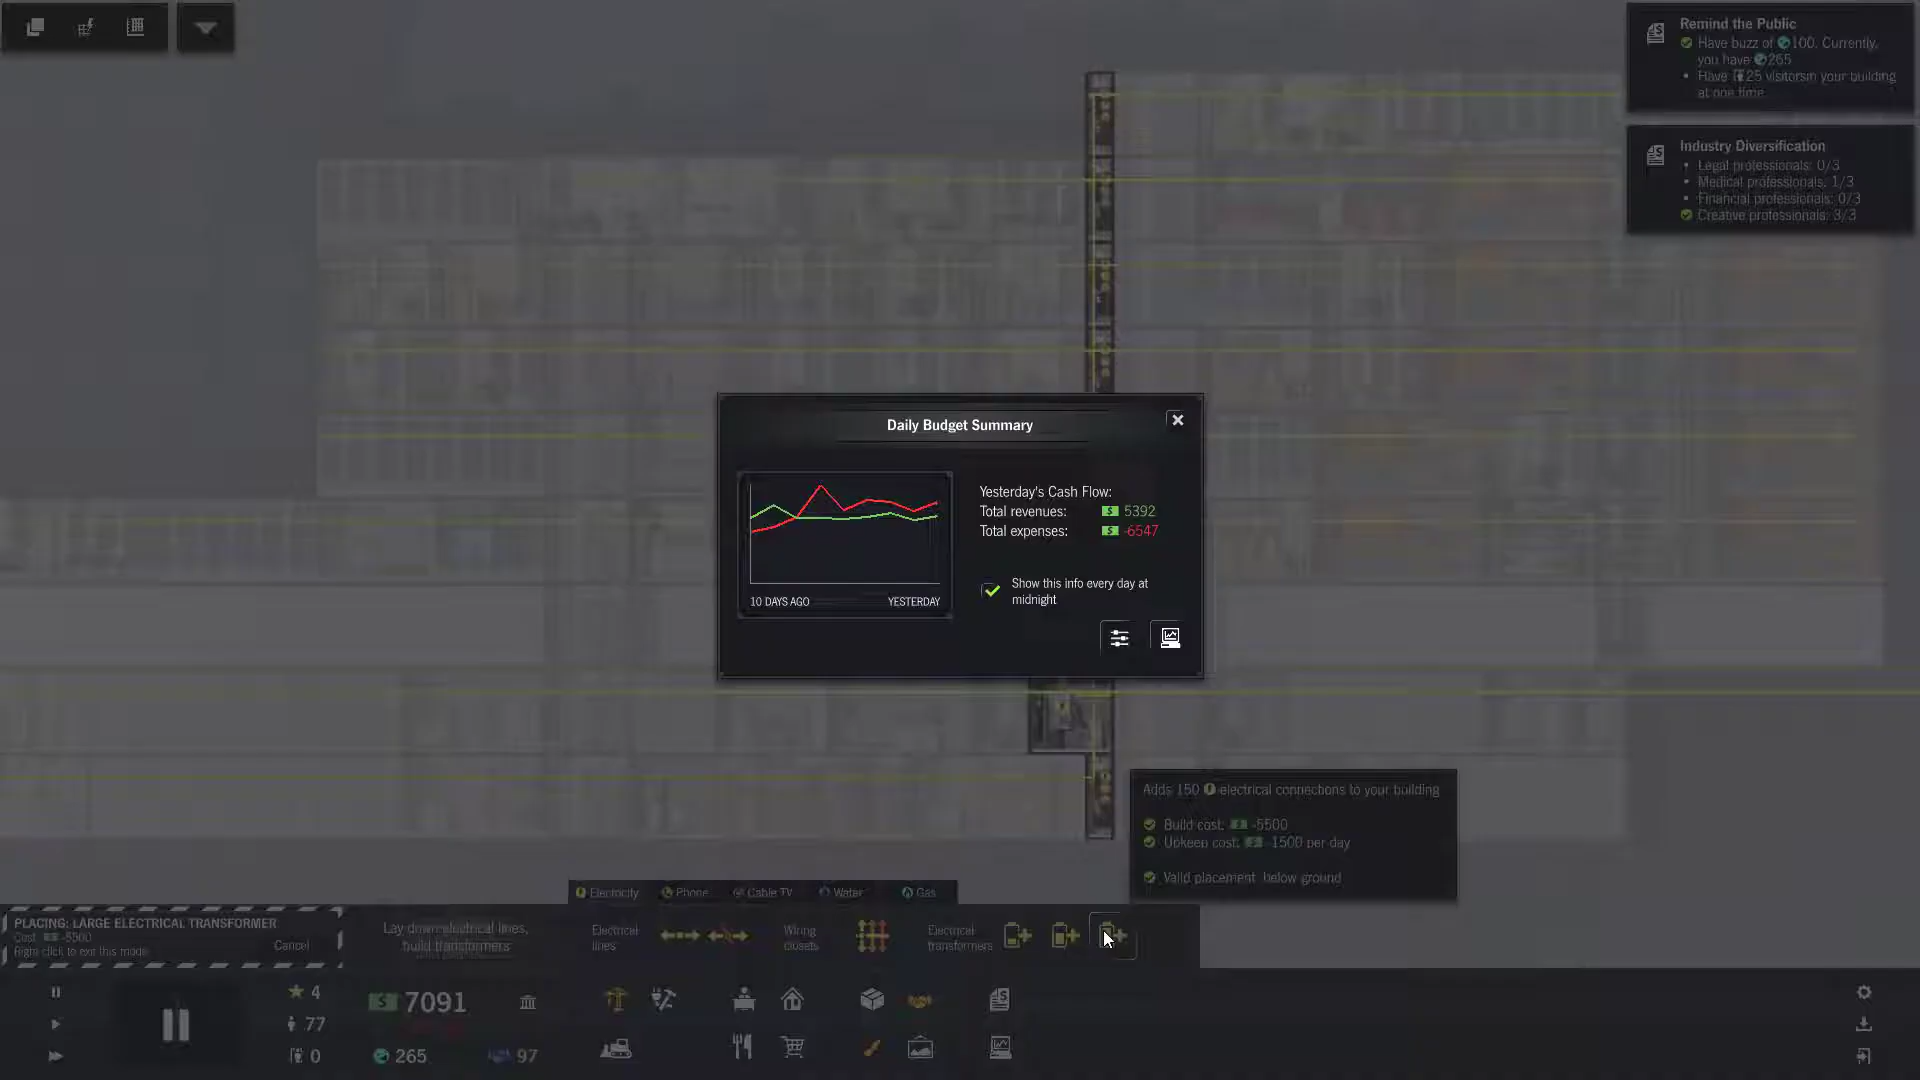 Remind the Public
Have buzz of 100. Currently,
you have 265
• Have 25 visitorsin your building
at one time.
Industry Diversification
• Legal professionals: 0/3
• Medical professionals: 1/3
• Financial professionals: 0/3
Creative professionals: 3/3
Daily Budget Summary
Yesterday's Cash Flow:
Total revenues: 5392
Total expenses: -6547
Show this info every day at
midnight
10 DAYS AGO YESTERDAY
Adds 150 electrical connections to your building
Build cost: -5500
Upkeep cost: -1500 per day
Valid placement: below ground
Electricity Phone Cable TV Water Gas
PLACING: LARGE ELECTRICAL TRANSFORMER
Cost: -5500
Right click to exit this mode
Cancel
Lay down electrical lines,
build transformers
Electrical
lines
Wiring
closets
Electrical
transformers
4
77
0
7091
265
97